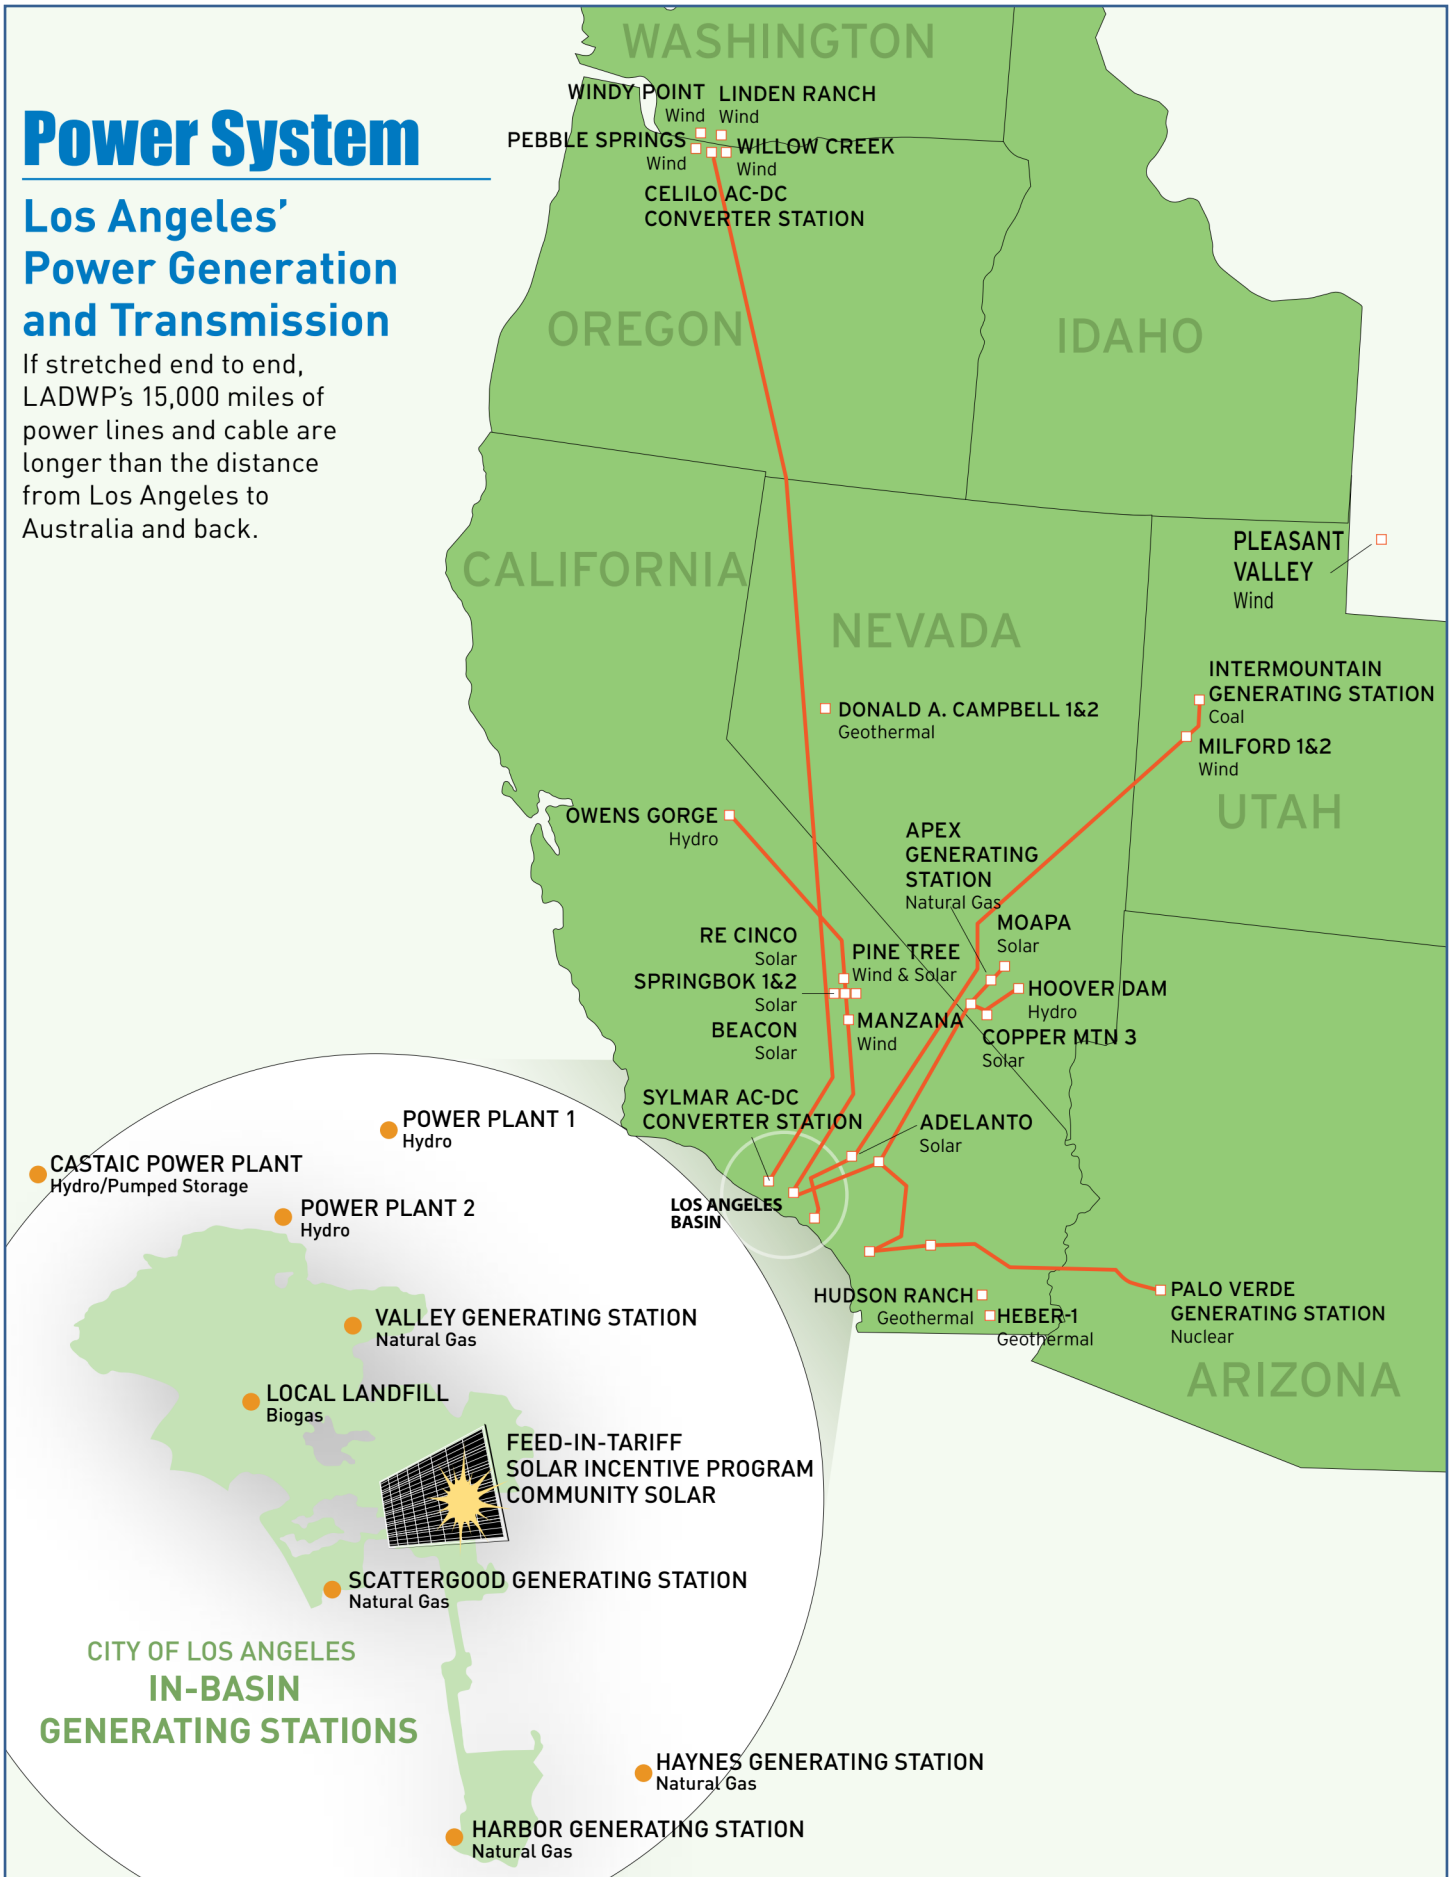 Power System
Los Angeles’
Power Generation
and Transmission
If stretched end to end,
LADWP’s 15,000 miles of
power lines and cable are
longer than the distance
from Los Angeles to
Australia and back.
WASHINGTON
WINDY POINT
Wind
LINDEN RANCH
Wind
PEBBLE SPRINGS
Wind
WILLOW CREEK
Wind
CELILO AC-DC
CONVERTER STATION
OREGON
IDAHO
CALIFORNIA
NEVADA
PLEASANT
VALLEY
Wind
INTERMOUNTAIN
GENERATING STATION
Coal
MILFORD 1&2
Wind
UTAH
DONALD A. CAMPBELL 1&2
Geothermal
OWENS GORGE
Hydro
APEX
GENERATING
STATION
Natural Gas
MOAPA
Solar
RE CINCO
Solar
PINE TREE
Wind & Solar
SPRINGBOK 1&2
Solar
HOOVER DAM
Hydro
BEACON
Solar
MANZANA
Wind
COPPER MTN 3
Solar
SYLMAR AC-DC
CONVERTER STATION
ADELANTO
Solar
LOS ANGELES
BASIN
HUDSON RANCH
Geothermal
HEBER-1
Geothermal
PALO VERDE
GENERATING STATION
Nuclear
ARIZONA
POWER PLANT 1
Hydro
CASTAIC POWER PLANT
Hydro/Pumped Storage
POWER PLANT 2
Hydro
VALLEY GENERATING STATION
Natural Gas
LOCAL LANDFILL
Biogas
FEED-IN-TARIFF
SOLAR INCENTIVE PROGRAM
COMMUNITY SOLAR
SCATTERGOOD GENERATING STATION
Natural Gas
CITY OF LOS ANGELES
IN-BASIN
GENERATING STATIONS
HAYNES GENERATING STATION
Natural Gas
HARBOR GENERATING STATION
Natural Gas